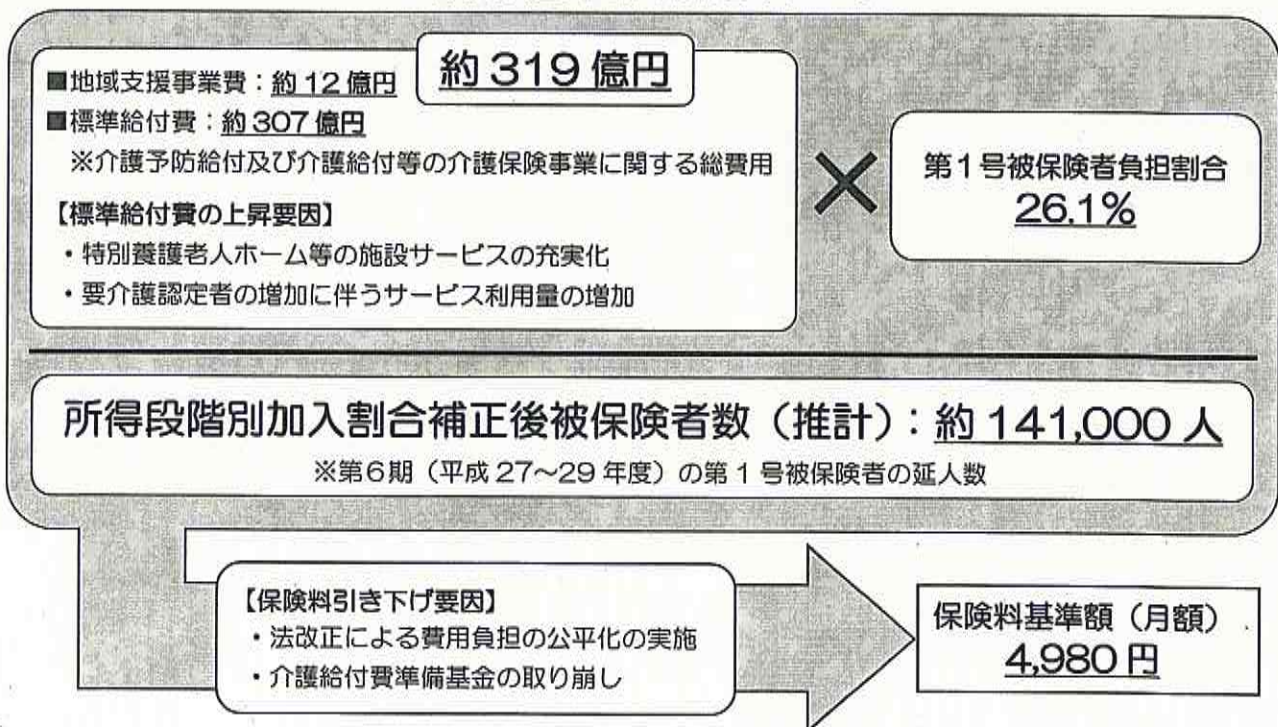 ■地域支援事業費：約12億円
約319億円
■標準給付費：約307億円
※介護予防給付及び介護給付等の介護保険事業に関する総費用
【標準給付費の上昇要因】
・特別養護老人ホーム等の施設サービスの充実化
・要介護認定者の増加に伴うサービス利用量の増加
×
第1号被保険者負担割合
26.1%
所得段階別加入割合補正後被保険者数（推計）：約141,000人
※第6期（平成27～29年度）の第1号被保険者の延人数
【保険料引き下げ要因】
・法改正による費用負担の公平化の実施
・介護給付費準備基金の取り崩し
保険料基準額（月額）
4,980円